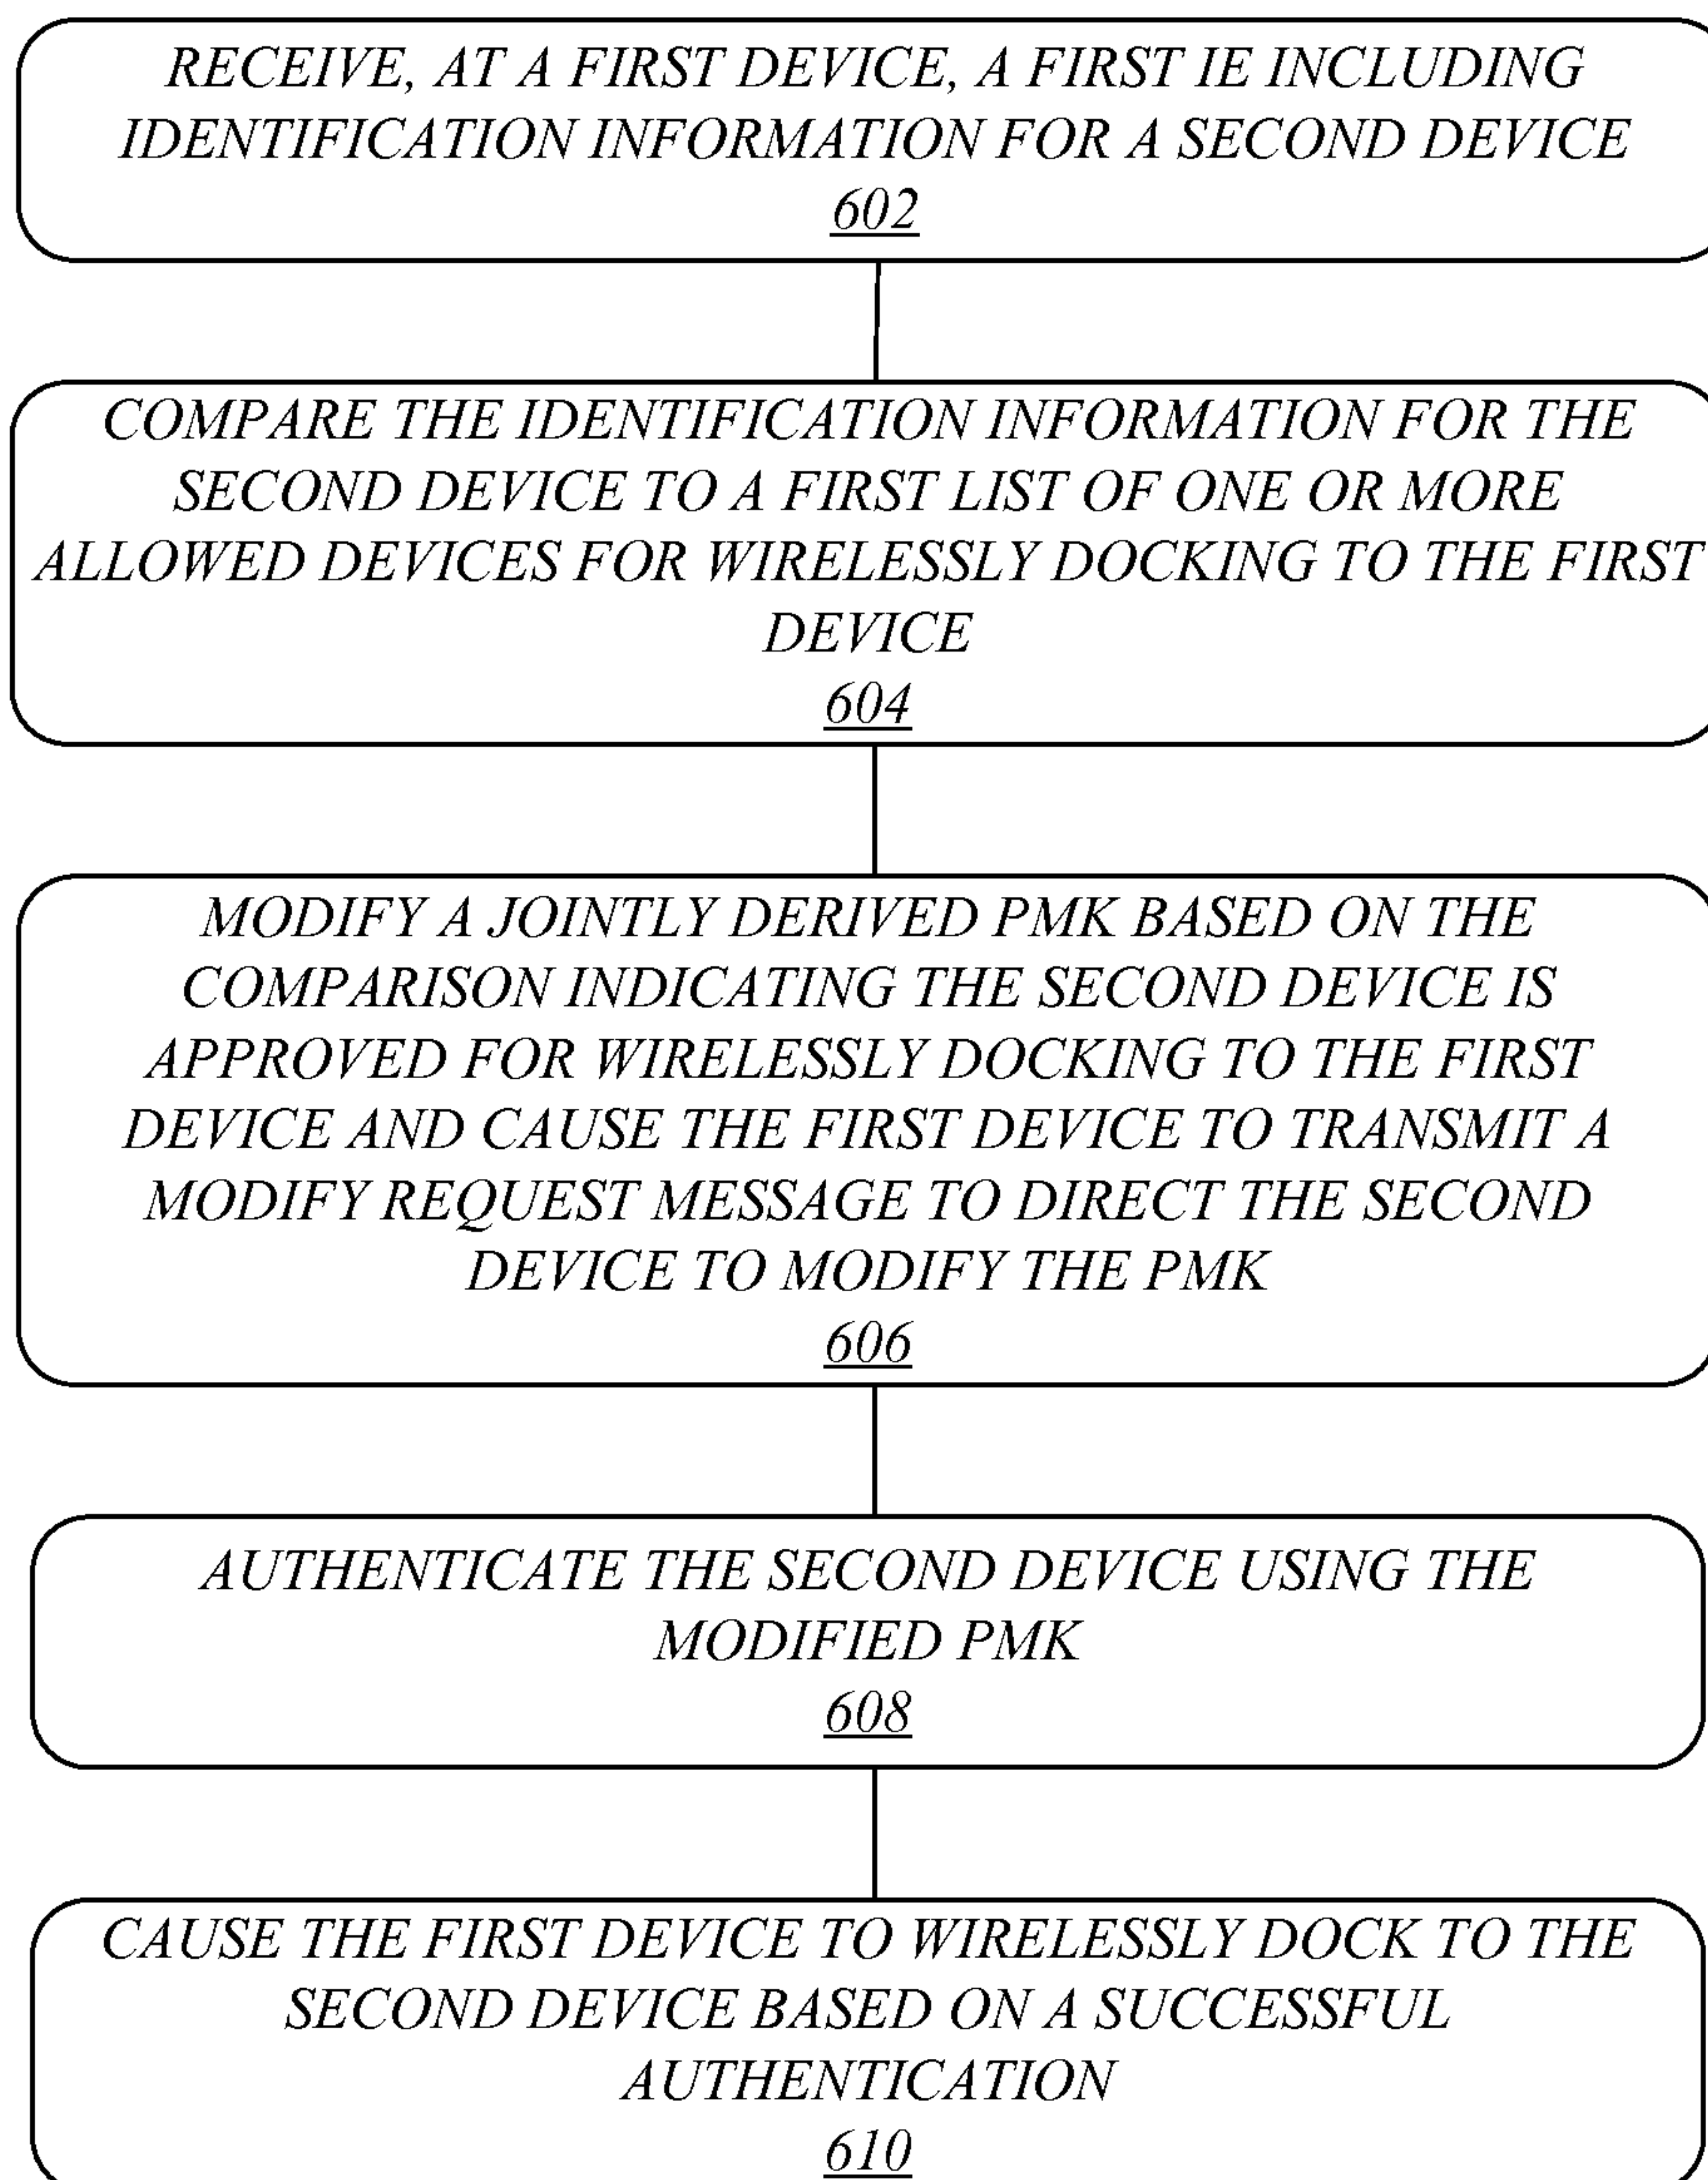 RECEIVE, AT A FIRST DEVICE, A FIRST IE INCLUDING
IDENTIFICATION INFORMATION FOR A SECOND DEVICE
602
COMPARE THE IDENTIFICATION INFORMATION FOR THE
SECOND DEVICE TO A FIRST LIST OF ONE OR MORE
ALLOWED DEVICES FOR WIRELESSLY DOCKING TO THE FIRST
DEVICE
604
MODIFY A JOINTLY DERIVED PMK BASED ON THE
COMPARISON INDICATING THE SECOND DEVICE IS
APPROVED FOR WIRELESSLY DOCKING TO THE FIRST
DEVICE AND CAUSE THE FIRST DEVICE TO TRANSMIT A
MODIFY REQUEST MESSAGE TO DIRECT THE SECOND
DEVICE TO MODIFY THE PMK
606
AUTHENTICATE THE SECOND DEVICE USING THE
MODIFIED PMK
608
CAUSE THE FIRST DEVICE TO WIRELESSLY DOCK TO THE
SECOND DEVICE BASED ON A SUCCESSFUL
AUTHENTICATION
610